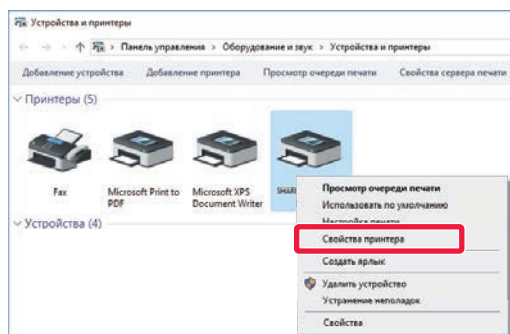 Устройства и принтеры
Панель управления > Оборудование и звук > Устройства и принтеры
Добавление устройства Добавление принтера Просмотр очереди печати Свойства сервера печати
Принтеры (5)
Fax
Microsoft Print to PDF
Microsoft XPS Document Writer
Просмотр очереди печати
Использовать по умолчанию
Настройка печати
Свойства принтера
Создать ярлык
Удалить устройство
Устранение неполадок
Свойства
Устройства (4)